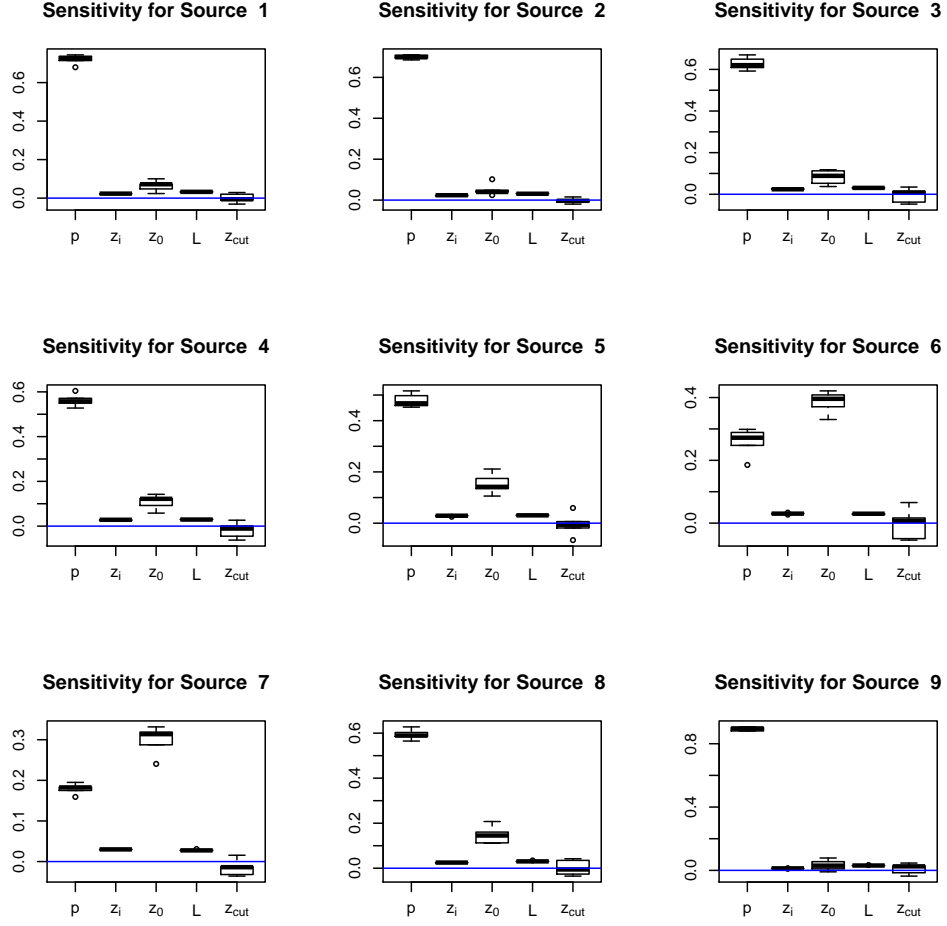 Sensitivity for Source 1
Sensitivity for Source 2
Sensitivity for Source 3
0.0 0.2 0.6
0.0 0.2 0.6
0.0 0.2 0.4 0.6
p z_i z_0 L z_cut
p z_i z_0 L z_cut
p z_i z_0 L z_cut
Sensitivity for Source 4
Sensitivity for Source 5
Sensitivity for Source 6
0.0 0.2 0.4 0.6
0.0 0.2 0.4
0.0 0.2 0.4
p z_i z_0 L z_cut
p z_i z_0 L z_cut
p z_i z_0 L z_cut
Sensitivity for Source 7
Sensitivity for Source 8
Sensitivity for Source 9
0.0 0.1 0.2 0.3
0.0 0.2 0.4 0.6
0.0 0.4 0.8
p z_i z_0 L z_cut
p z_i z_0 L z_cut
p z_i z_0 L z_cut